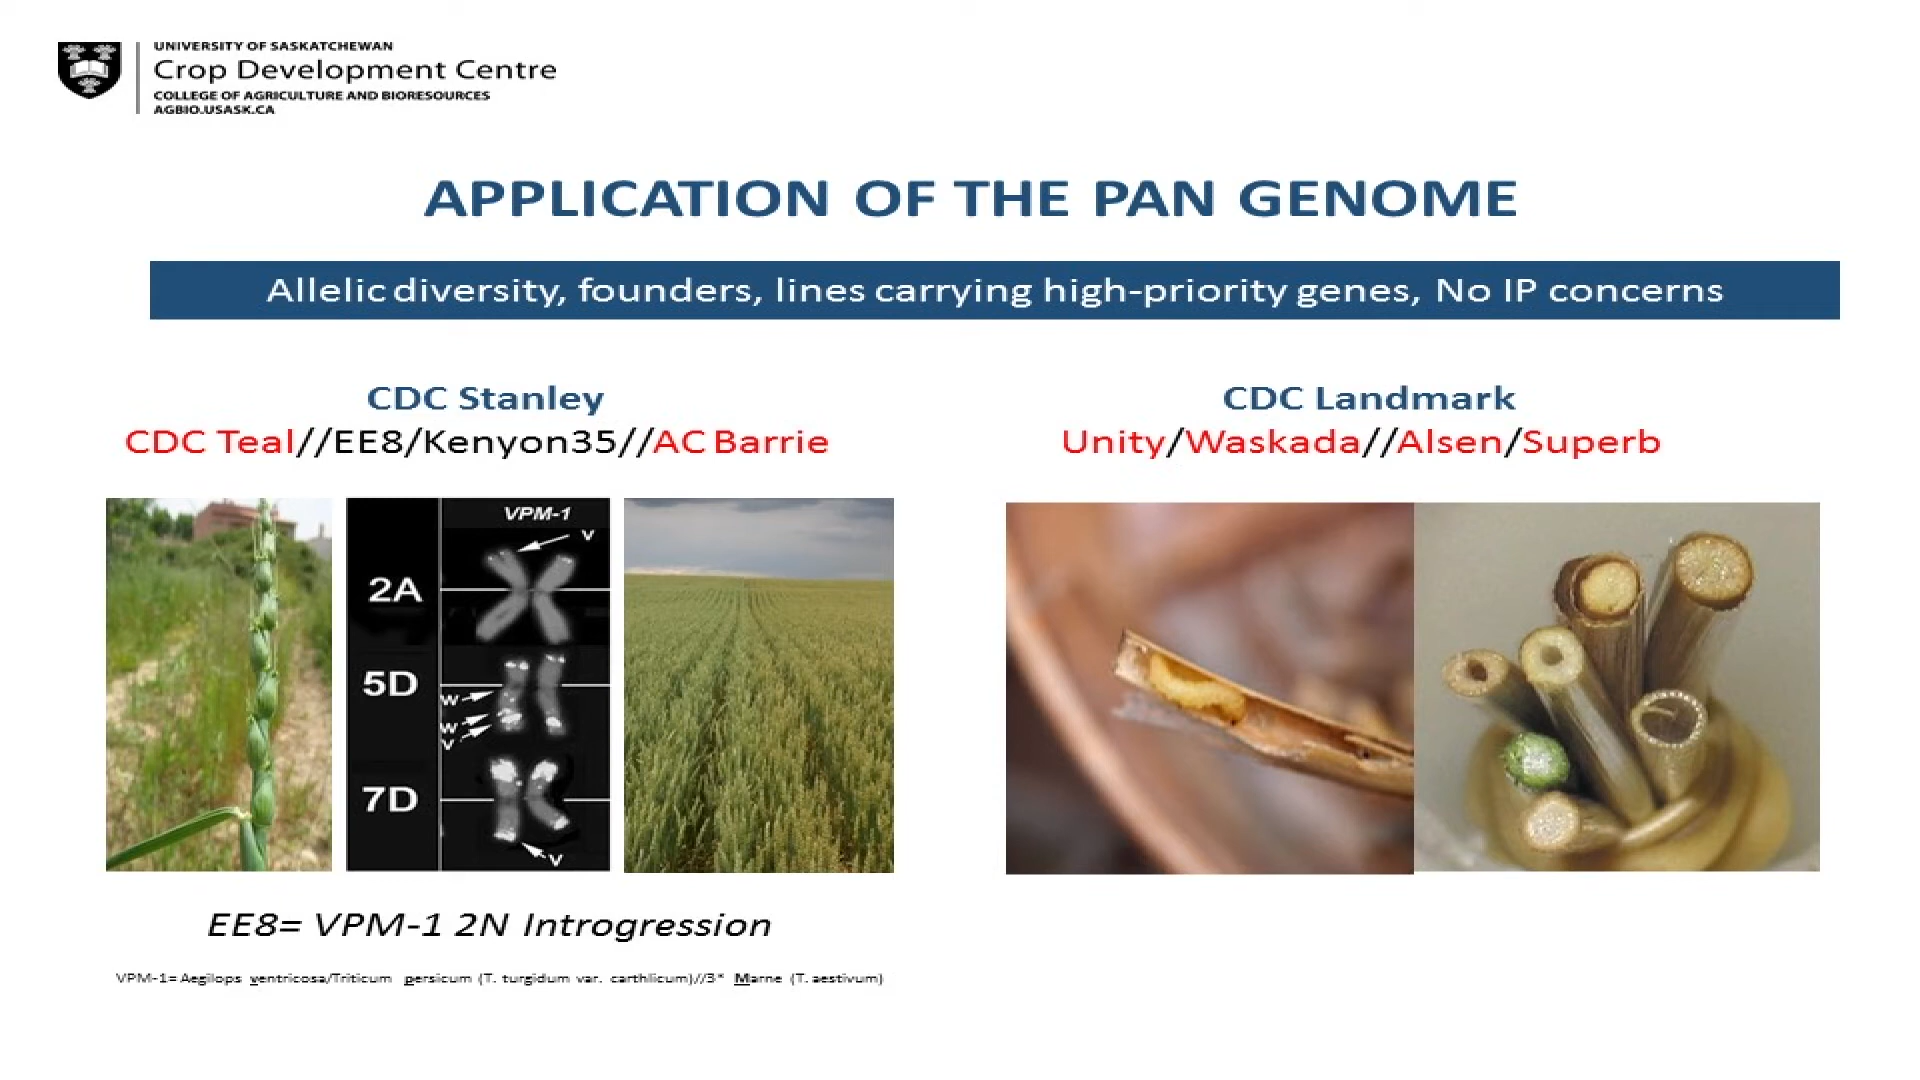 UNIVERSITY OF SASKATCHEWAN
Crop Development Centre
COLLEGE OF AGRICULTURE AND BIORESOURCES
AGBIO.USASK.CA
APPLICATION OF THE PAN GENOME
Allelic diversity, founders, lines carrying high-priority genes, No IP concerns
CDC Stanley
CDC Teal//EE8/Kenyon35//AC Barrie
CDC Landmark
Unity/Waskada//Alsen/Superb
VPM-1
v
2A
5D
w
w
v
7D
v
EE8= VPM-1 2N Introgression
VPM-1= Aegilops ventricosa/Triticum persicum (T. turgidum var. carthlicum)//3* Marne (T. aestivum)